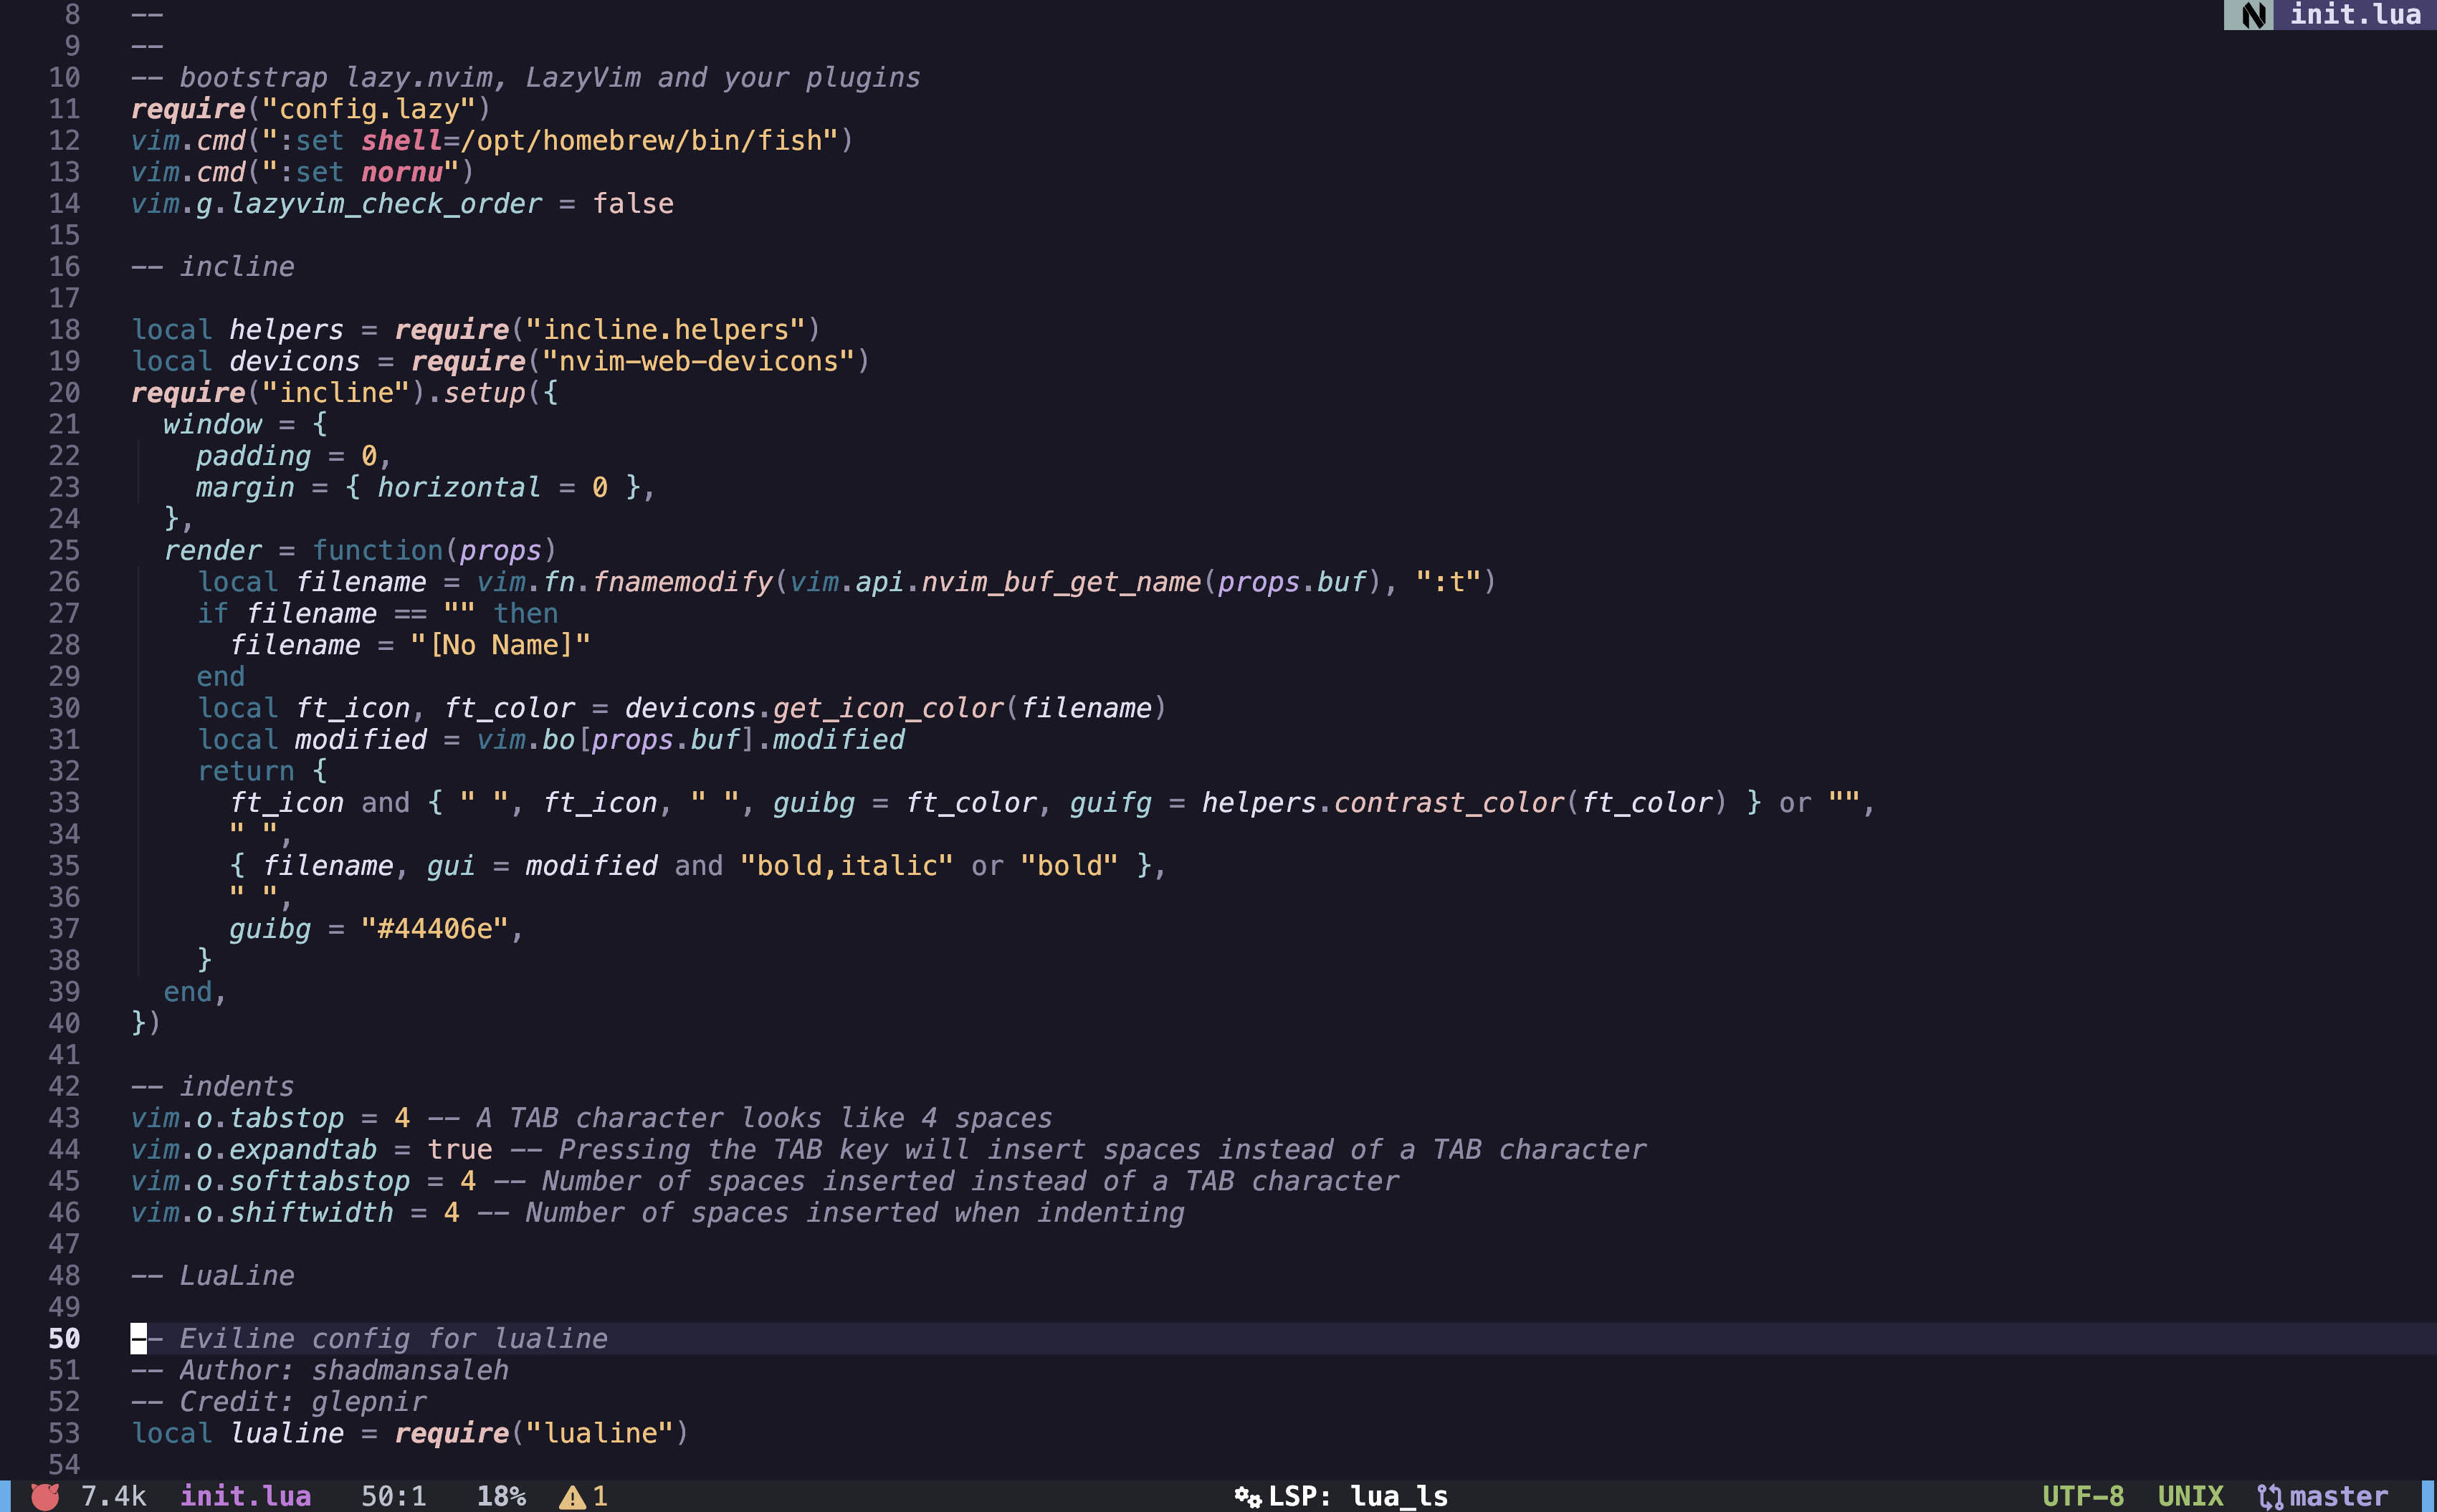 init.lua
8 --
9 --
10 -- bootstrap lazy.nvim, LazyVim and your plugins
11 require("config.lazy")
12 vim.cmd(":set shell=/opt/homebrew/bin/fish")
13 vim.cmd(":set nornu")
14 vim.g.lazyvim_check_order = false
15
16 -- incline
17
18 local helpers = require("incline.helpers")
19 local devicons = require("nvim-web-devicons")
20 require("incline").setup({
21   window = {
22     padding = 0,
23     margin = { horizontal = 0 },
24   },
25   render = function(props)
26     local filename = vim.fn.fnamemodify(vim.api.nvim_buf_get_name(props.buf), ":t")
27     if filename == "" then
28       filename = "[No Name]"
29     end
30     local ft_icon, ft_color = devicons.get_icon_color(filename)
31     local modified = vim.bo[props.buf].modified
32     return {
33       ft_icon and { " ", ft_icon, " ", guibg = ft_color, guifg = helpers.contrast_color(ft_color) } or "",
34       " ",
35       { filename, gui = modified and "bold,italic" or "bold" },
36       " ",
37       guibg = "#44406e",
38     }
39   end,
40 })
41
42 -- indents
43 vim.o.tabstop = 4 -- A TAB character looks like 4 spaces
44 vim.o.expandtab = true -- Pressing the TAB key will insert spaces instead of a TAB character
45 vim.o.softtabstop = 4 -- Number of spaces inserted instead of a TAB character
46 vim.o.shiftwidth = 4 -- Number of spaces inserted when indenting
47
48 -- LuaLine
49
50 -- Eviline config for lualine
51 -- Author: shadmansaleh
52 -- Credit: glepnir
53 local lualine = require("lualine")
54
7.4k init.lua 50:1 18% 1 LSP: lua_ls UTF-8 UNIX master